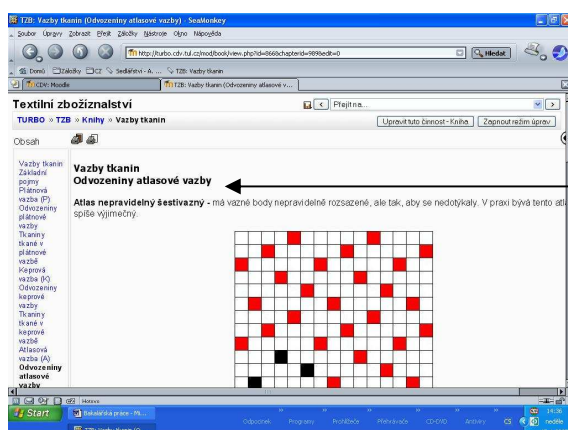 TZB: Vazby tkanin (Odvozeniny atlasové vazby) - SeaMonkey
Soubor Úpravy Zobrazit Přejít Záložky Nástroje Okno Nápověda
http://turbo.cdv.tul.cz/mod/book/view.php?id=866&chapterid=989&edit=0
Hledat
Domů Záložky CZ Sedlářství - A. ... TZB: Vazby tkanin
CDV: Moodle
TZB: Vazby tkanin (Odvozeniny atlasové v...
Textilní zbožíznalství
Přejít na...
TURBO » TZB » Knihy » Vazby tkanin
Upravit tuto činnost - Kniha
Zapnout režim úprav
Obsah
Vazby tkanin
Základní
pojmy
Plátnová
vazba (P)
Odvozeniny
plátnové
vazby
Tkaniny
tkané v
plátnové
vazbě
Keprová
vazba (K)
Odvozeniny
keprové
vazby
Tkaniny
tkané v
keprové
vazbě
Atlasová
vazba (A)
Odvozeniny
atlasové
vazby
Vazby tkanin
Odvozeniny atlasové vazby
Atlas nepravidelný šestivazný - má vazné body nepravidelně rozsazené, ale tak, aby se nedotýkaly. V praxi bývá tento atl
spíše výjimečný.
Hotovo
Start
Bakalářská práce - Mi...
Odpocinek
Programy
Prohlížeče
Přehrávače
CD-DVD
Antiviry
CS
14:36
neděle